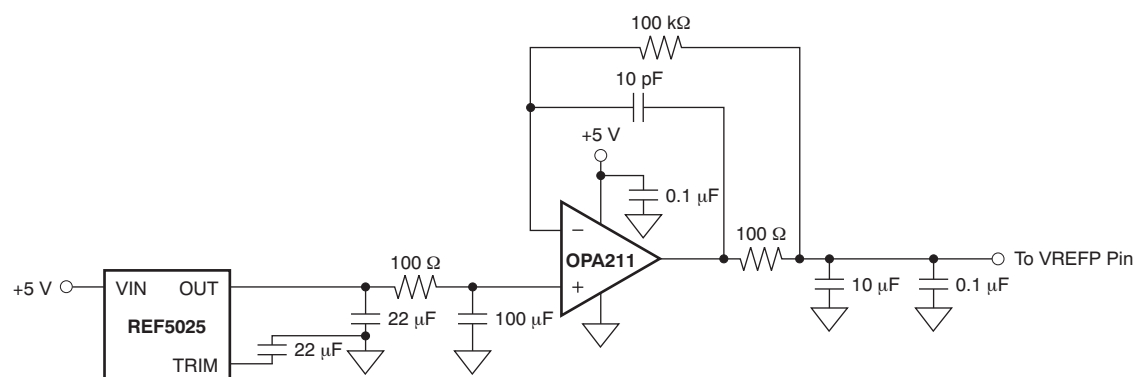 100 kΩ
10 pF
+5 V
0.1 μF
−
OPA211
+
100 Ω
To VREFP Pin
10 μF
0.1 μF
100 Ω
+5 V
VIN
OUT
REF5025
TRIM
22 μF
22 μF
100 μF